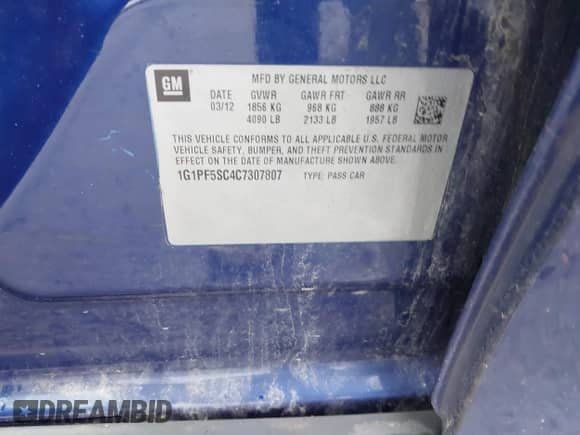 GM
MFD BY GENERAL MOTORS LLC
DATE GVWR GAWR FRT GAWR RR
03/12 1856 KG 968 KG 888 KG
4090 LB 2133 LB 1957 LB
THIS VEHICLE CONFORMS TO ALL APPLICABLE U.S. FEDERAL MOTOR
VEHICLE SAFETY, BUMPER, AND THEFT PREVENTION STANDARDS IN
EFFECT ON THE DATE OF MANUFACTURE SHOWN ABOVE.
1G1PF5SC4C7307807 TYPE: PASS CAR
DREAMBID